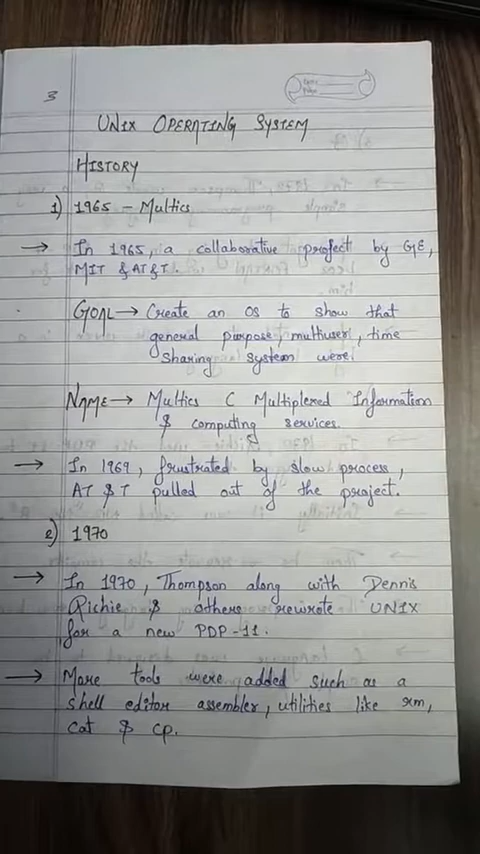 3
UNIX OPERATING SYSTEM
HISTORY
1) 1965 - Multics
→ In 1965, a collaborative project by GE,
MIT & AT&T.
GOAL → Create an OS to show that
general purpose, multiuser, time
sharing system were.
NAME → Multics C Multiplexed Information
& computing services.
→ In 1969, frustrated by slow process,
AT & T pulled out of the project.
2) 1970
→ In 1970, Thompson along with Dennis
Richie & others rewrote UNIX
for a new PDP-11.
→ More tools were added such as a
shell editor assembler, utilities like rm,
cat & cp.